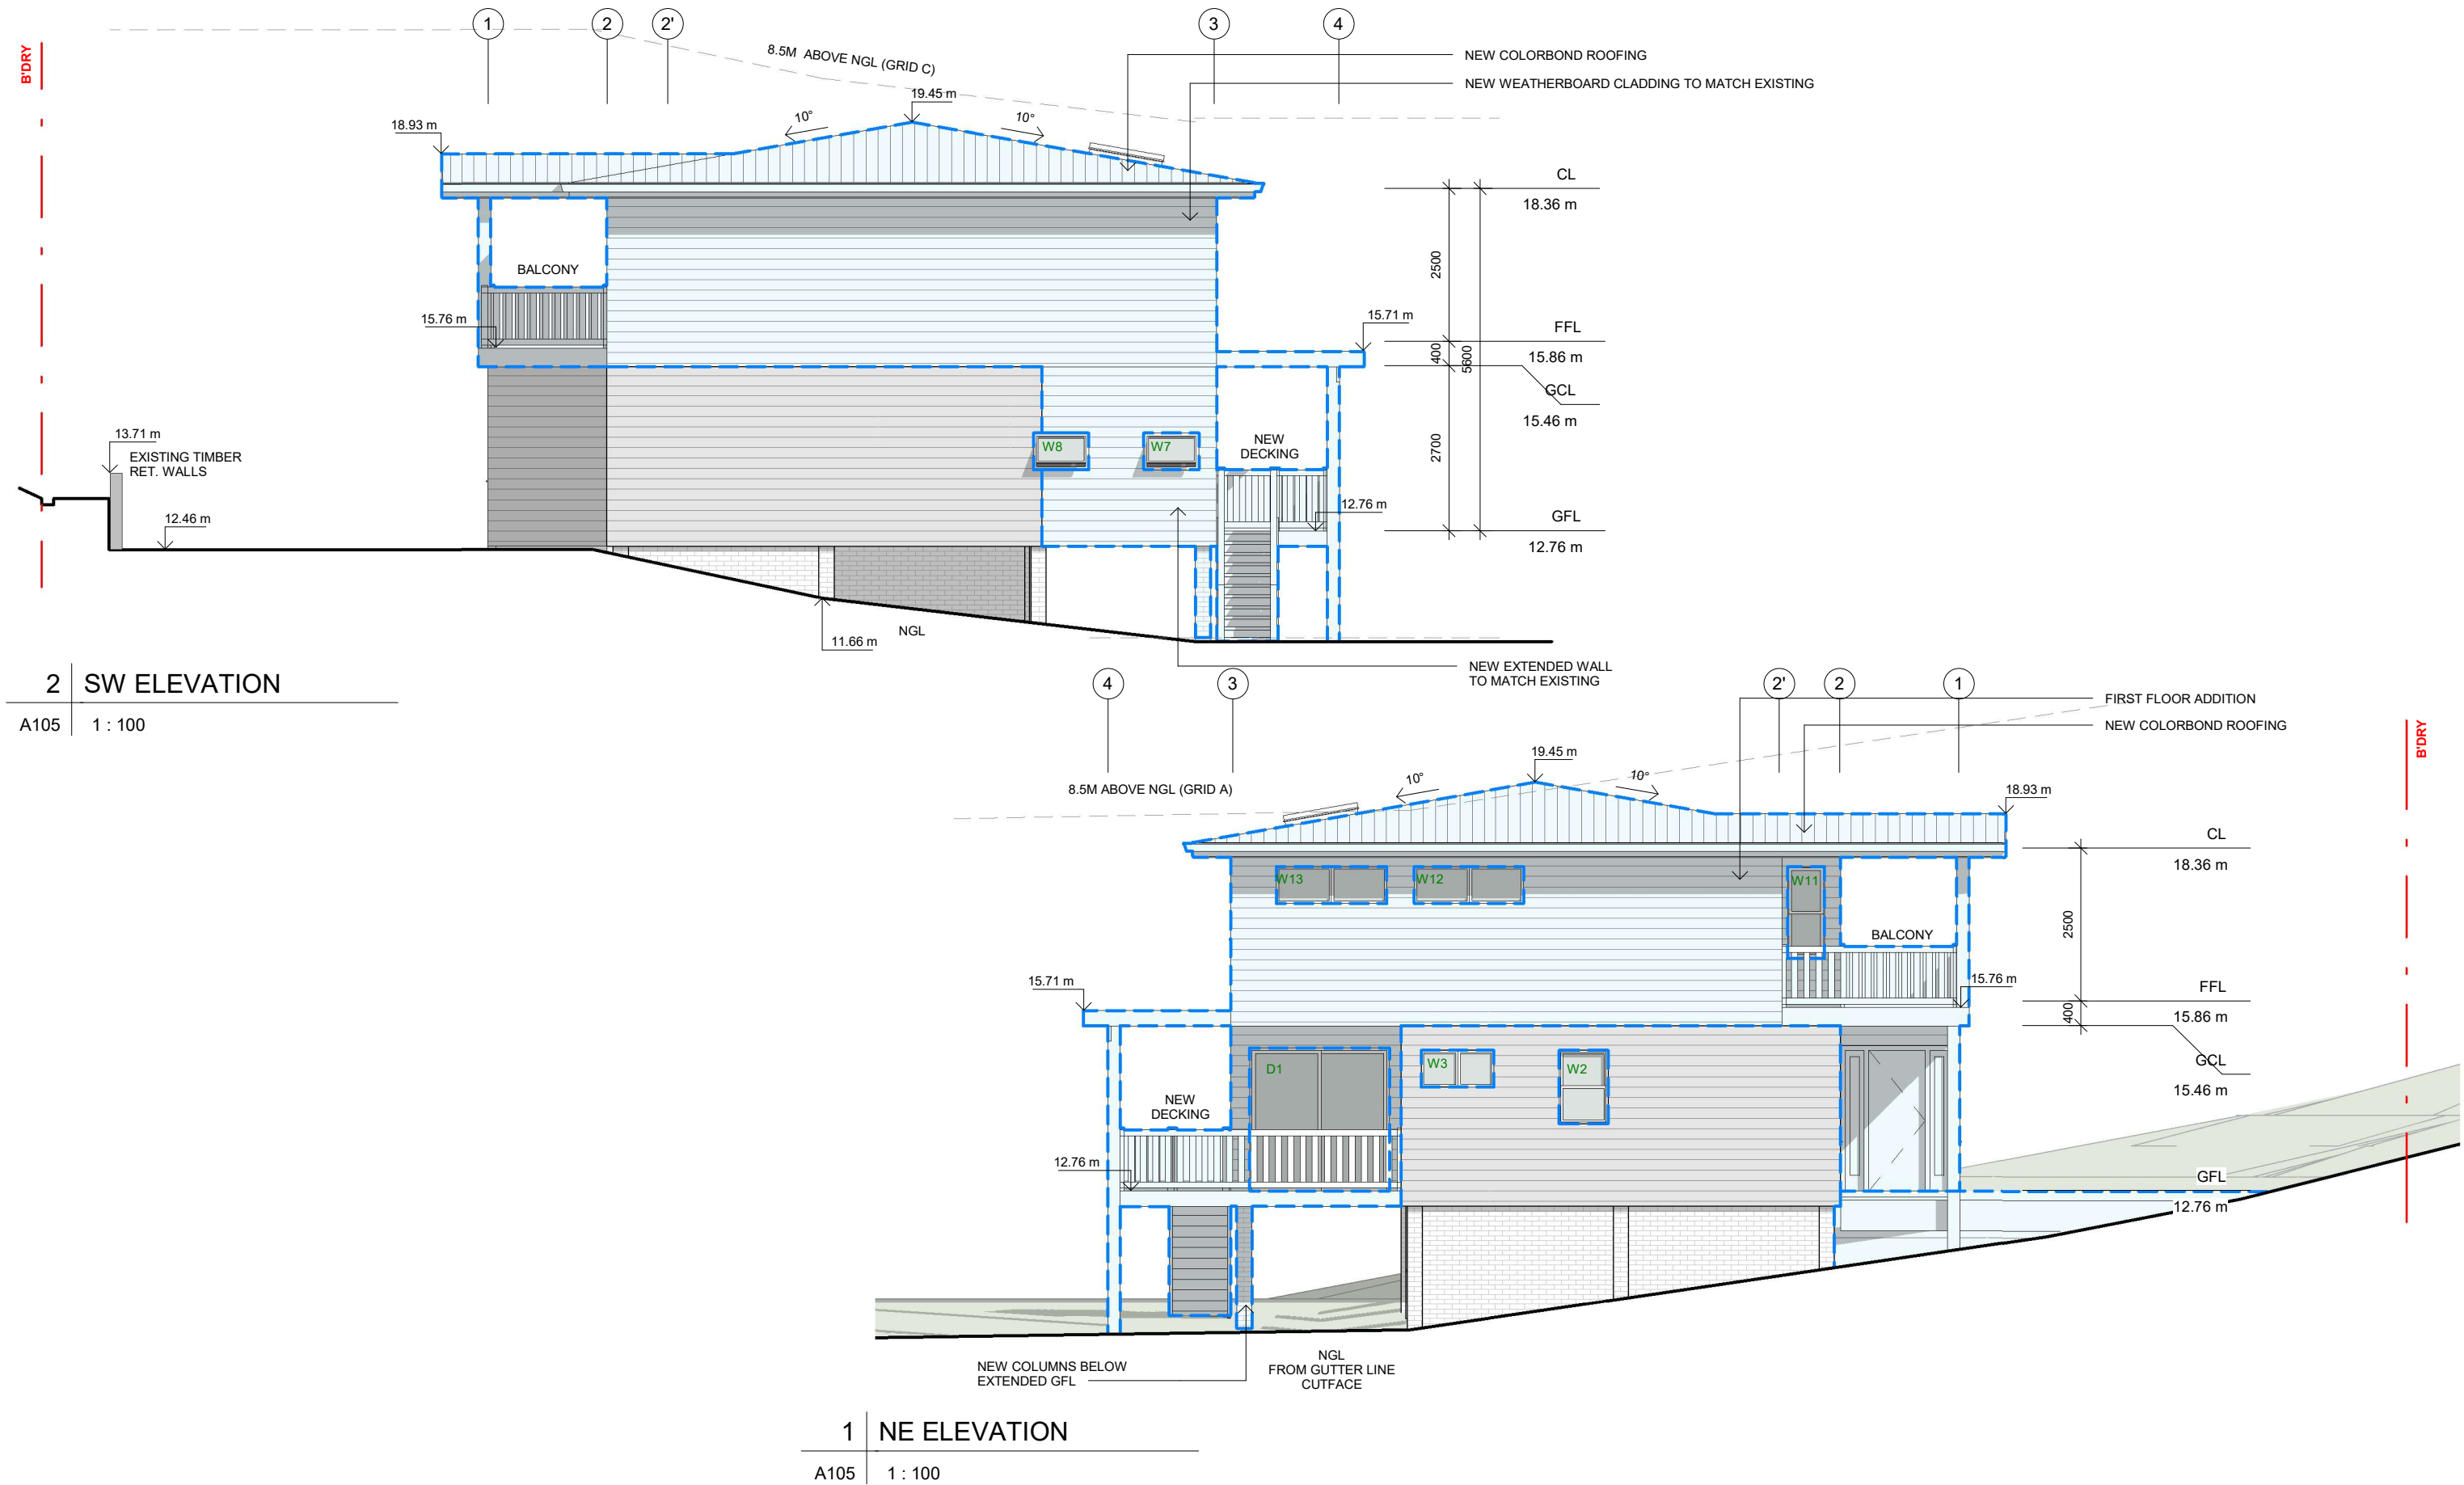 1
2
2'
3
4
B'DRY
8.5M ABOVE NGL (GRID C)
NEW COLORBOND ROOFING
NEW WEATHERBOARD CLADDING TO MATCH EXISTING
19.45 m
18.93 m
10°
10°
CL
18.36 m
2500
BALCONY
15.76 m
15.71 m
FFL
15.86 m
400
5600
GCL
15.46 m
13.71 m
EXISTING TIMBER
RET. WALLS
W8
W7
NEW
DECKING
2700
12.46 m
12.76 m
GFL
12.76 m
NGL
11.66 m
NEW EXTENDED WALL
TO MATCH EXISTING
2 SW ELEVATION
A105 1 : 100
4
3
2'
2
1
FIRST FLOOR ADDITION
NEW COLORBOND ROOFING
B'DRY
19.45 m
8.5M ABOVE NGL (GRID A)
10°
10°
18.93 m
CL
18.36 m
W13
W12
W11
2500
BALCONY
15.71 m
15.76 m
FFL
15.86 m
400
GCL
15.46 m
D1
W3
W2
NEW
DECKING
12.76 m
GFL
12.76 m
NEW COLUMNS BELOW
EXTENDED GFL
NGL
FROM GUTTER LINE
CUTFACE
1 NE ELEVATION
A105 1 : 100